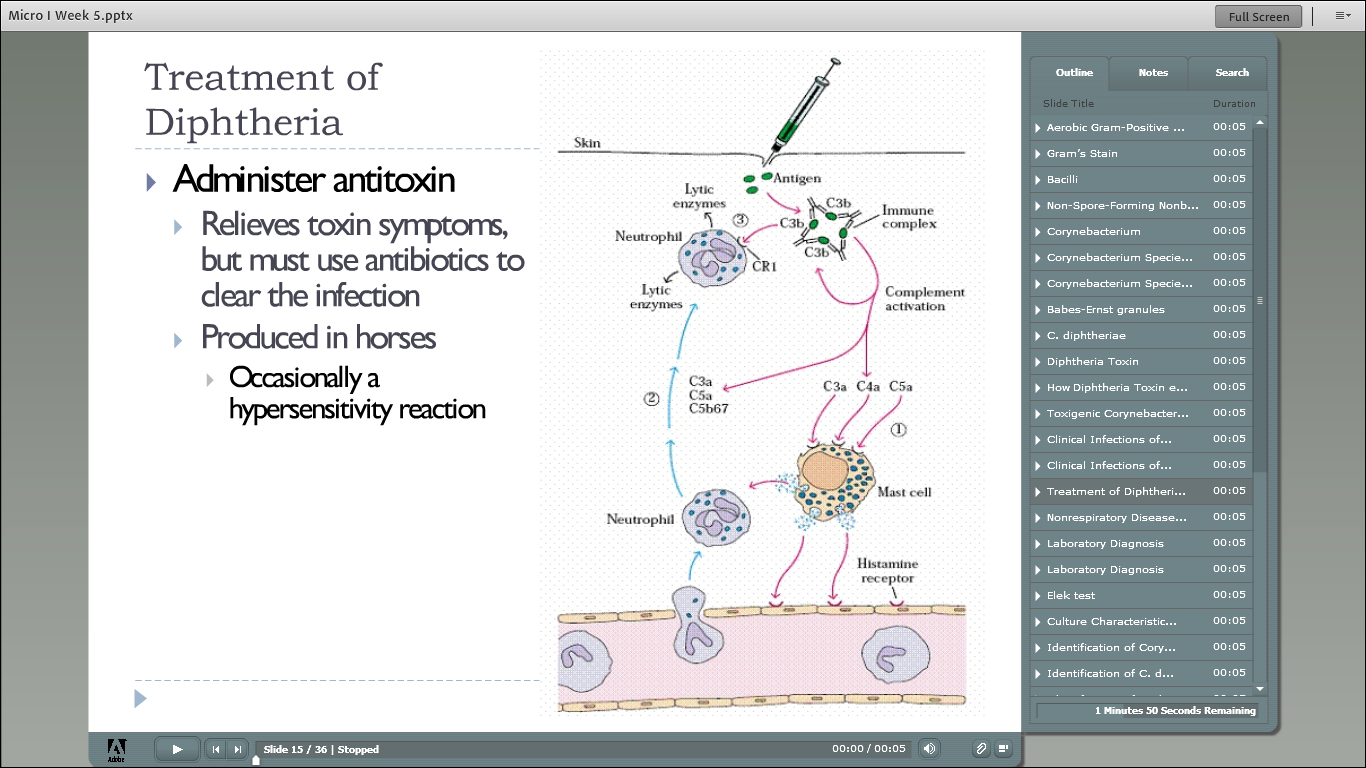 Micro I Week 5.pptx
Full Screen
Treatment of
Diphtheria
Administer antitoxin
Relieves toxin symptoms,
but must use antibiotics to
clear the infection
Produced in horses
Occasionally a
hypersensitivity reaction
Skin
Antigen
Lytic
enzymes
③
C3b
C3b
C3b
Immune
complex
Neutrophil
CR1
Lytic
enzymes
Complement
activation
②
C3a
C5a
C5b67
C3a C4a C5a
①
Mast cell
Neutrophil
Histamine
receptor
Outline Notes Search
Slide Title Duration
Aerobic Gram-Positive ... 00:05
Gram's Stain 00:05
Bacilli 00:05
Non-Spore-Forming Nonb... 00:05
Corynebacterium 00:05
Corynebacterium Specie... 00:05
Corynebacterium Specie... 00:05
Babes-Ernst granules 00:05
C. diphtheriae 00:05
Diphtheria Toxin 00:05
How Diphtheria Toxin e... 00:05
Toxigenic Corynebacter... 00:05
Clinical Infections of... 00:05
Clinical Infections of... 00:05
Treatment of Diphtheri... 00:05
Nonrespiratory Disease... 00:05
Laboratory Diagnosis 00:05
Laboratory Diagnosis 00:05
Elek test 00:05
Culture Characteristic... 00:05
Identification of Cory... 00:05
Identification of C. d... 00:05
1 Minutes 50 Seconds Remaining
Adobe
Slide 15 / 36 | Stopped
00:00 / 00:05